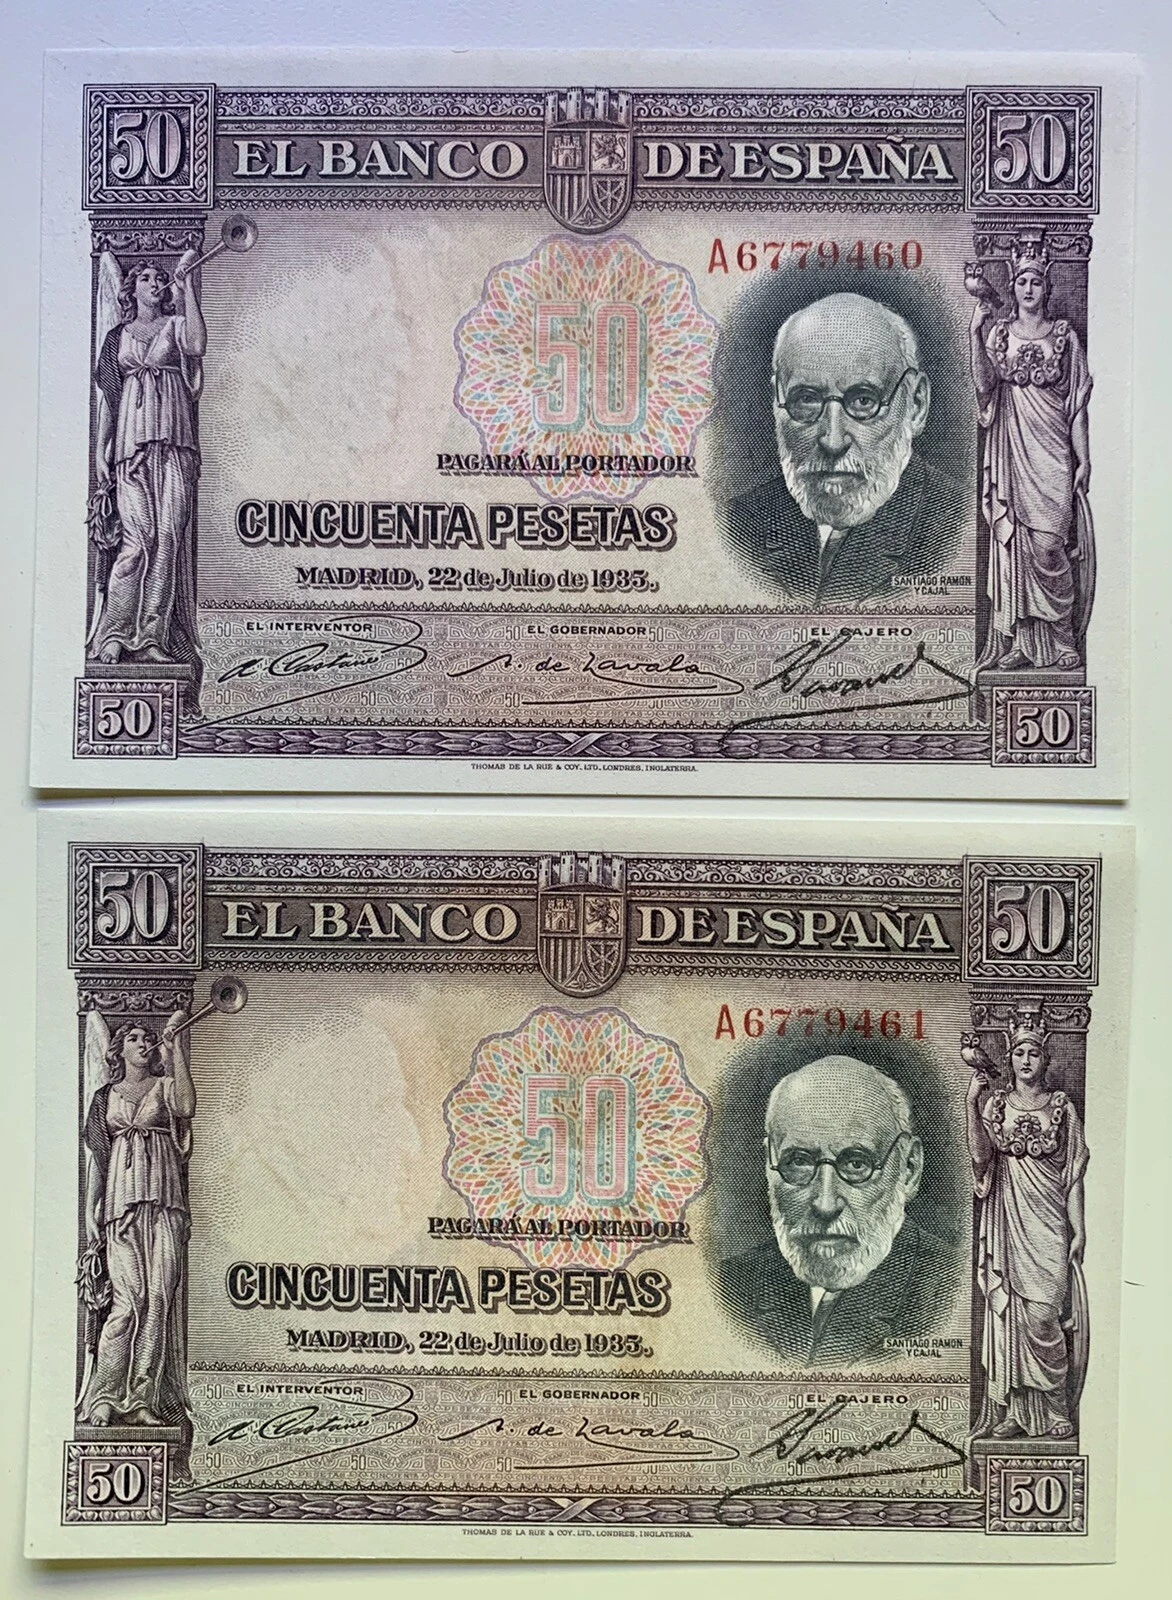 50 EL BANCO DE ESPAÑA 50
A6779460
50
PAGARÁ AL PORTADOR
CINCUENTA PESETAS
MADRID, 22 de Julio de 1935.
SANTIAGO RAMON
Y CAJAL
EL INTERVENTOR EL GOBERNADOR EL CAJERO
A. de Zavala
50 50
THOMAS DE LA RUE & COY. LTD. LONDRES, INGLATERRA.
50 EL BANCO DE ESPAÑA 50
A6779461
50
PAGARÁ AL PORTADOR
CINCUENTA PESETAS
MADRID, 22 de Julio de 1935.
SANTIAGO RAMON
Y CAJAL
EL INTERVENTOR EL GOBERNADOR EL CAJERO
A. de Zavala
50 50
THOMAS DE LA RUE & COY. LTD. LONDRES, INGLATERRA.